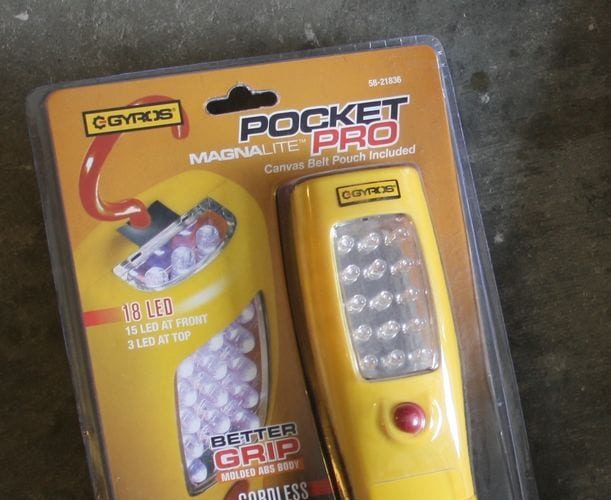 58-21836
GYROS®
POCKET
MAGNALITE™ PRO
Canvas Belt Pouch Included
GYROS®
18 LED
15 LED AT FRONT
3 LED AT TOP
BETTER
GRIP
MOLDED ABS BODY
CORDLESS